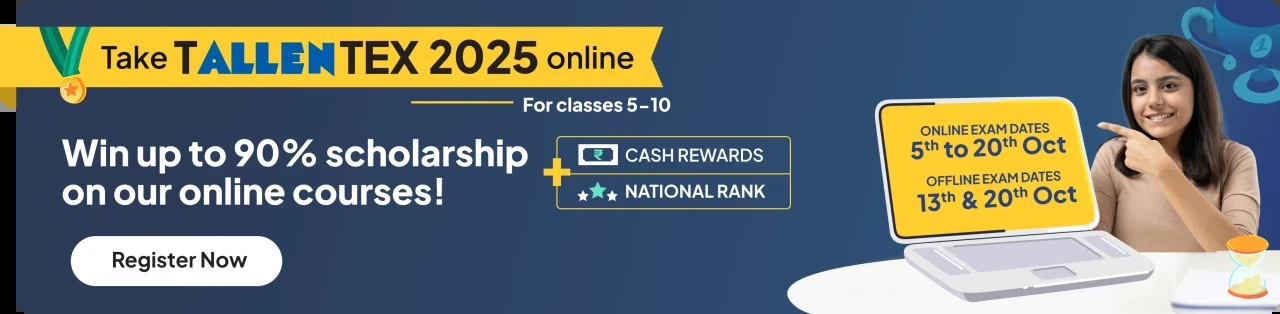 Take TALLENTEX 2025 online
For classes 5-10
Win up to 90% scholarship
on our online courses!
+
₹ CASH REWARDS
NATIONAL RANK
Register Now
ONLINE EXAM DATES
5th to 20th Oct
OFFLINE EXAM DATES
13th & 20th Oct
1